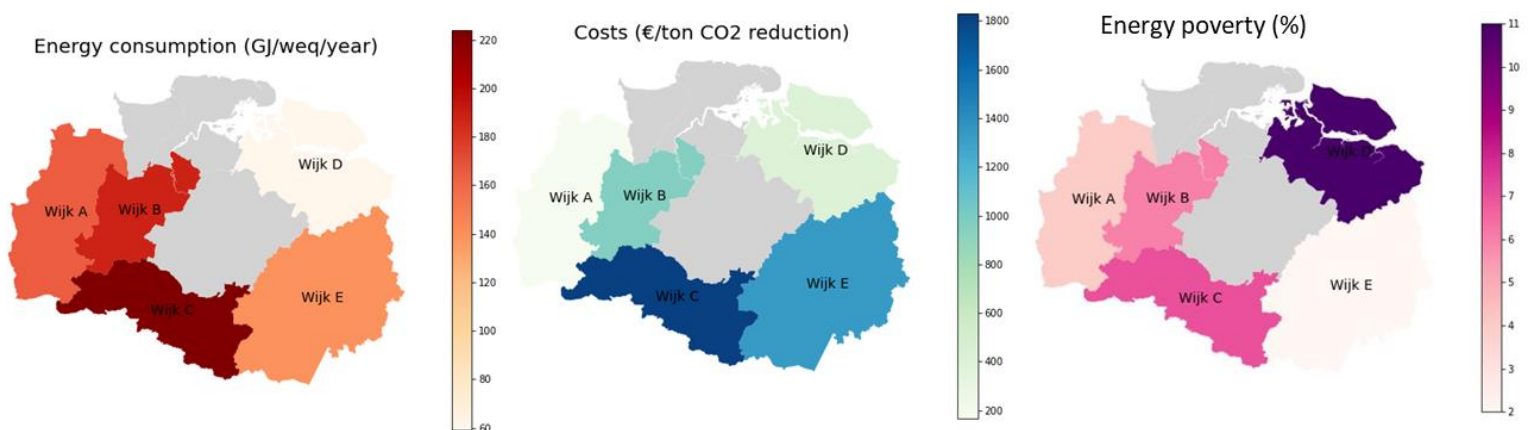 Energy consumption (GJ/weq/year)
220
200
180
160
140
120
100
80
60
Wijk A
Wijk B
Wijk C
Wijk D
Wijk E
Costs (€/ton CO2 reduction)
1800
1600
1400
1200
1000
800
600
400
200
Wijk A
Wijk B
Wijk C
Wijk D
Wijk E
Energy poverty (%)
11
10
9
8
7
6
5
4
3
2
Wijk A
Wijk B
Wijk C
Wijk D
Wijk E